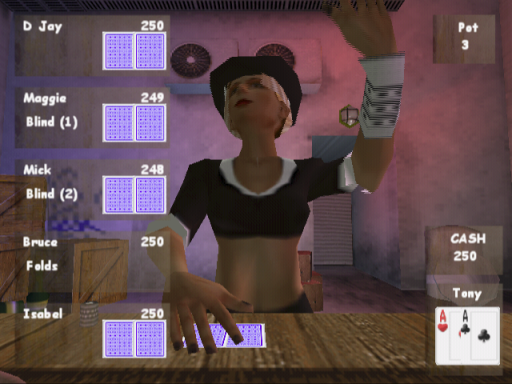 D Jay 250
Maggie 249
Blind (1)
Mick 248
Blind (2)
Bruce 250
Folds
Isabel 250
Pot
3
CASH
250
Tony
A A